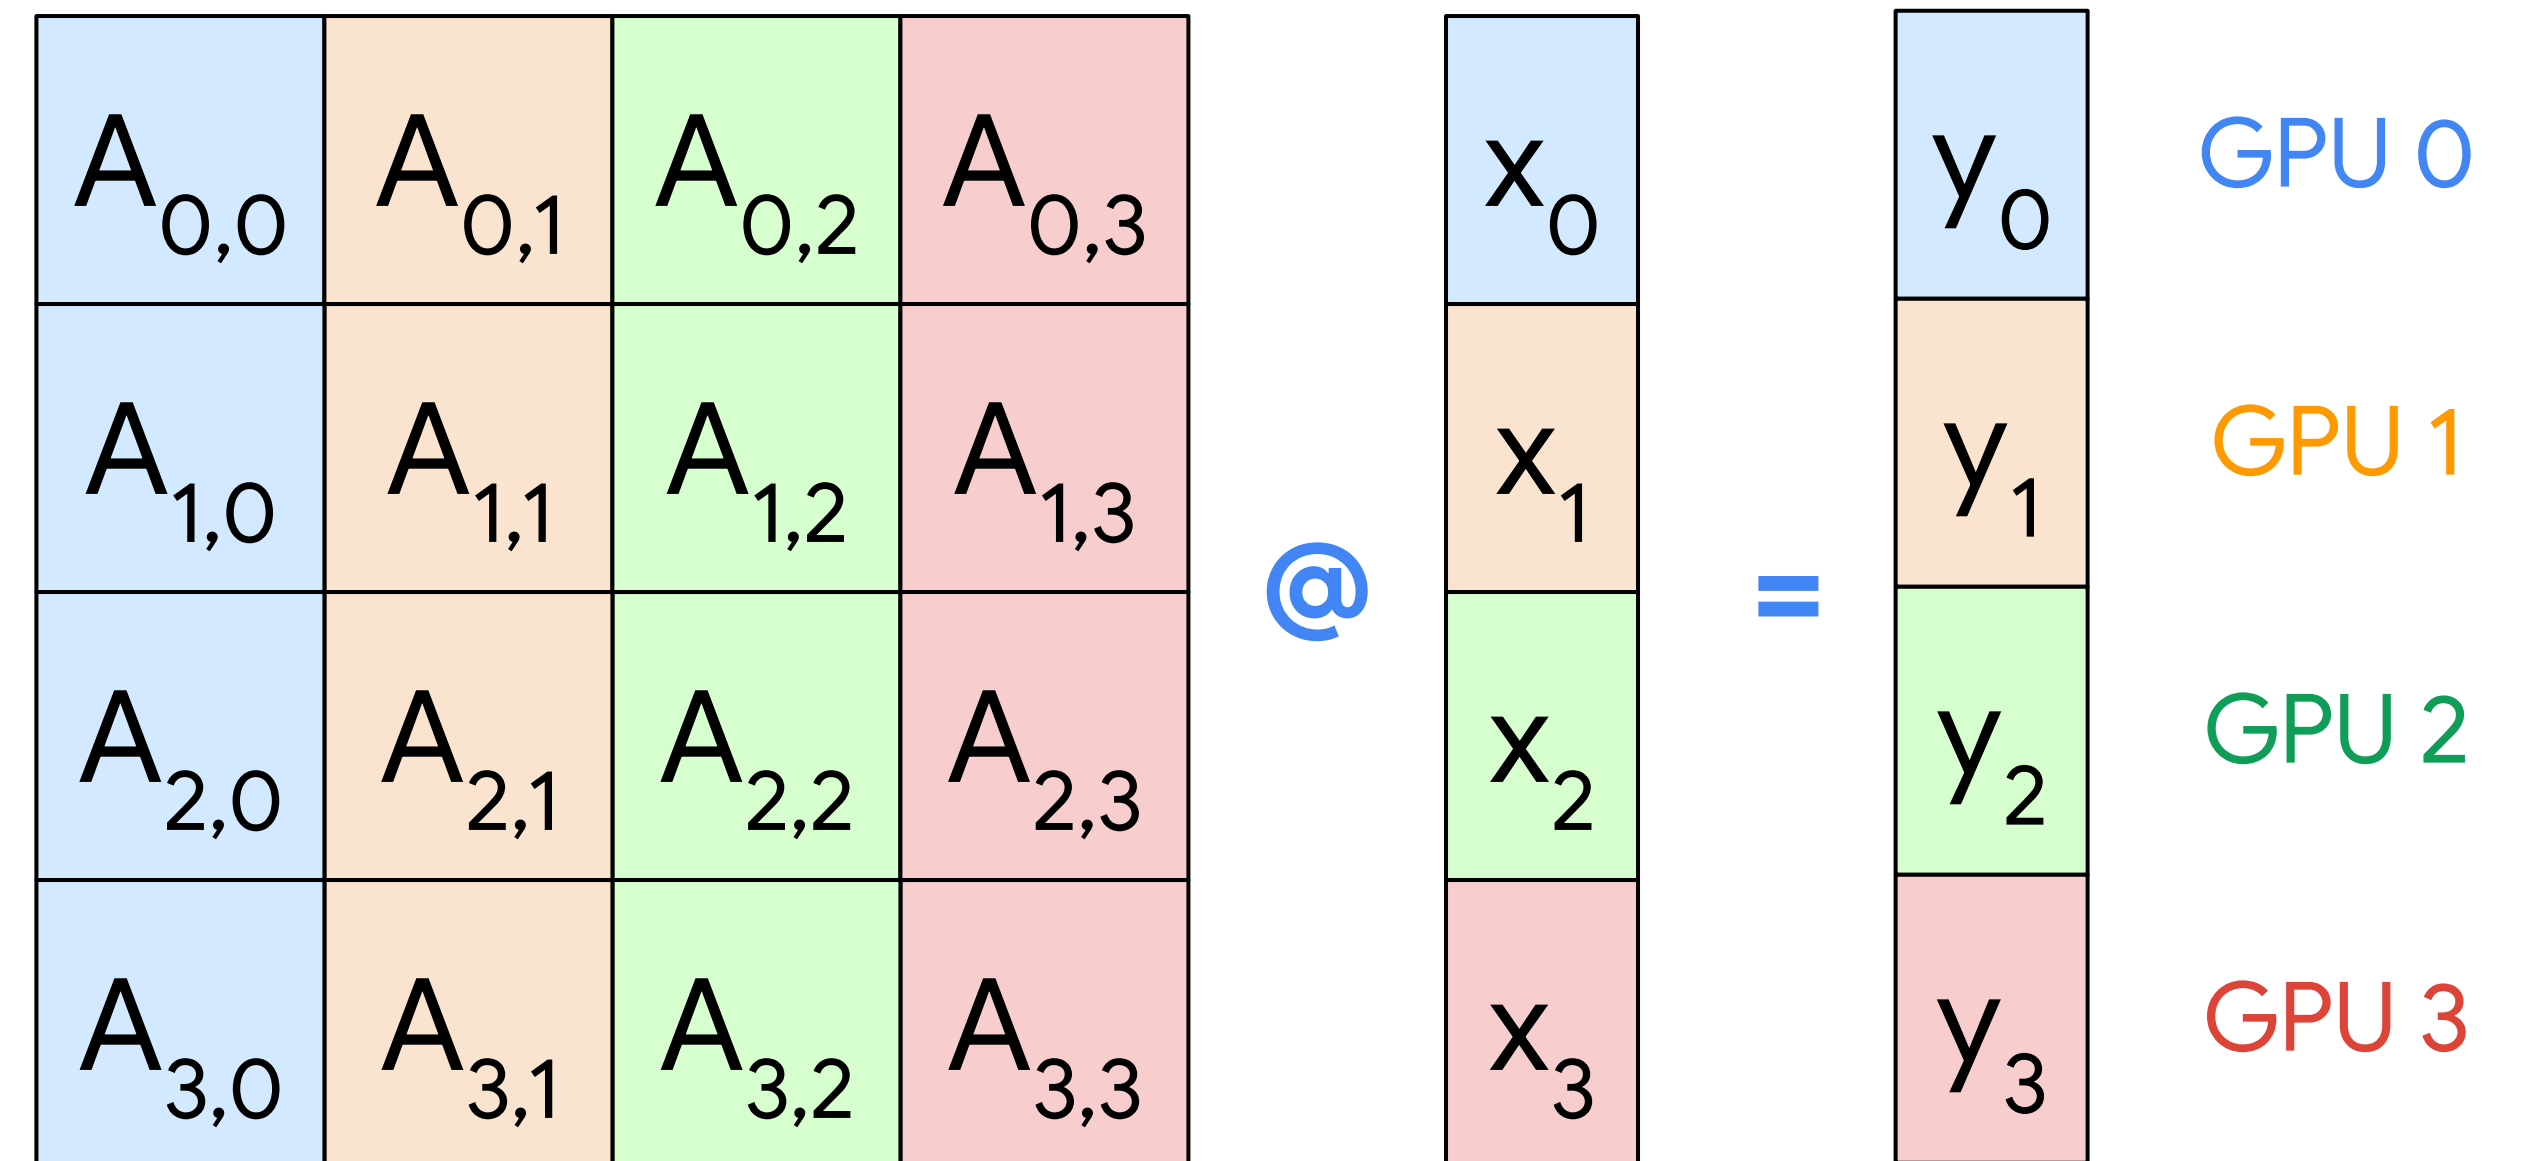 A0,0 A0,1 A0,2 A0,3 x0 y0 GPU 0
A1,0 A1,1 A1,2 A1,3 x1 y1 GPU 1
@ =
A2,0 A2,1 A2,2 A2,3 x2 y2 GPU 2
A3,0 A3,1 A3,2 A3,3 x3 y3 GPU 3